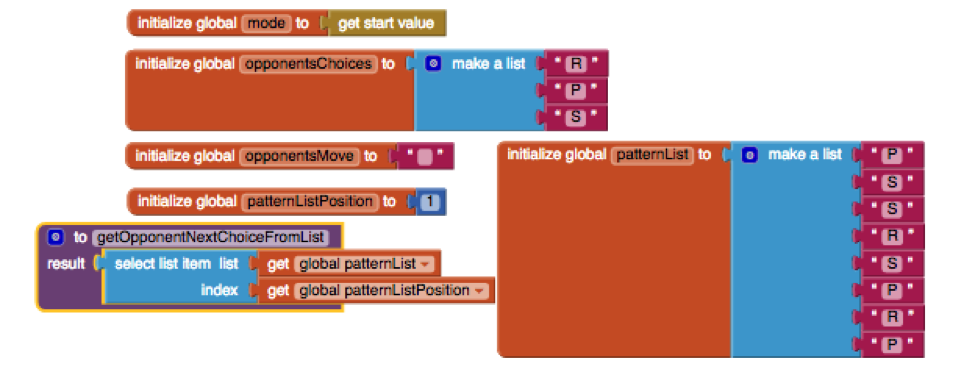 initialize global mode to get start value
initialize global opponentsChoices to make a list " R "
" P "
" S "
initialize global opponentsMove to " "
initialize global patternListPosition to 1
to getOpponentNextChoiceFromList
result select list item list get global patternList
index get global patternListPosition
initialize global patternList to make a list " P "
" S "
" S "
" R "
" S "
" P "
" R "
" P "